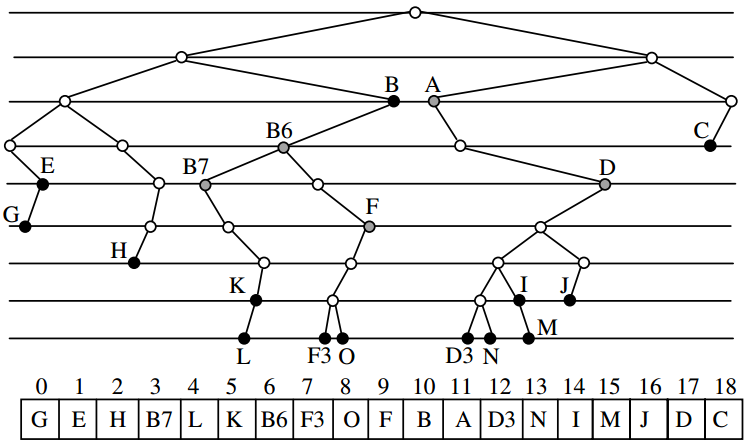 B A
B6 C
E B7 D
G F
H
K I J
M
L F3 O D3 N
0 1 2 3 4 5 6 7 8 9 10 11 12 13 14 15 16 17 18
G E H B7 L K B6 F3 O F B A D3 N I M J D C